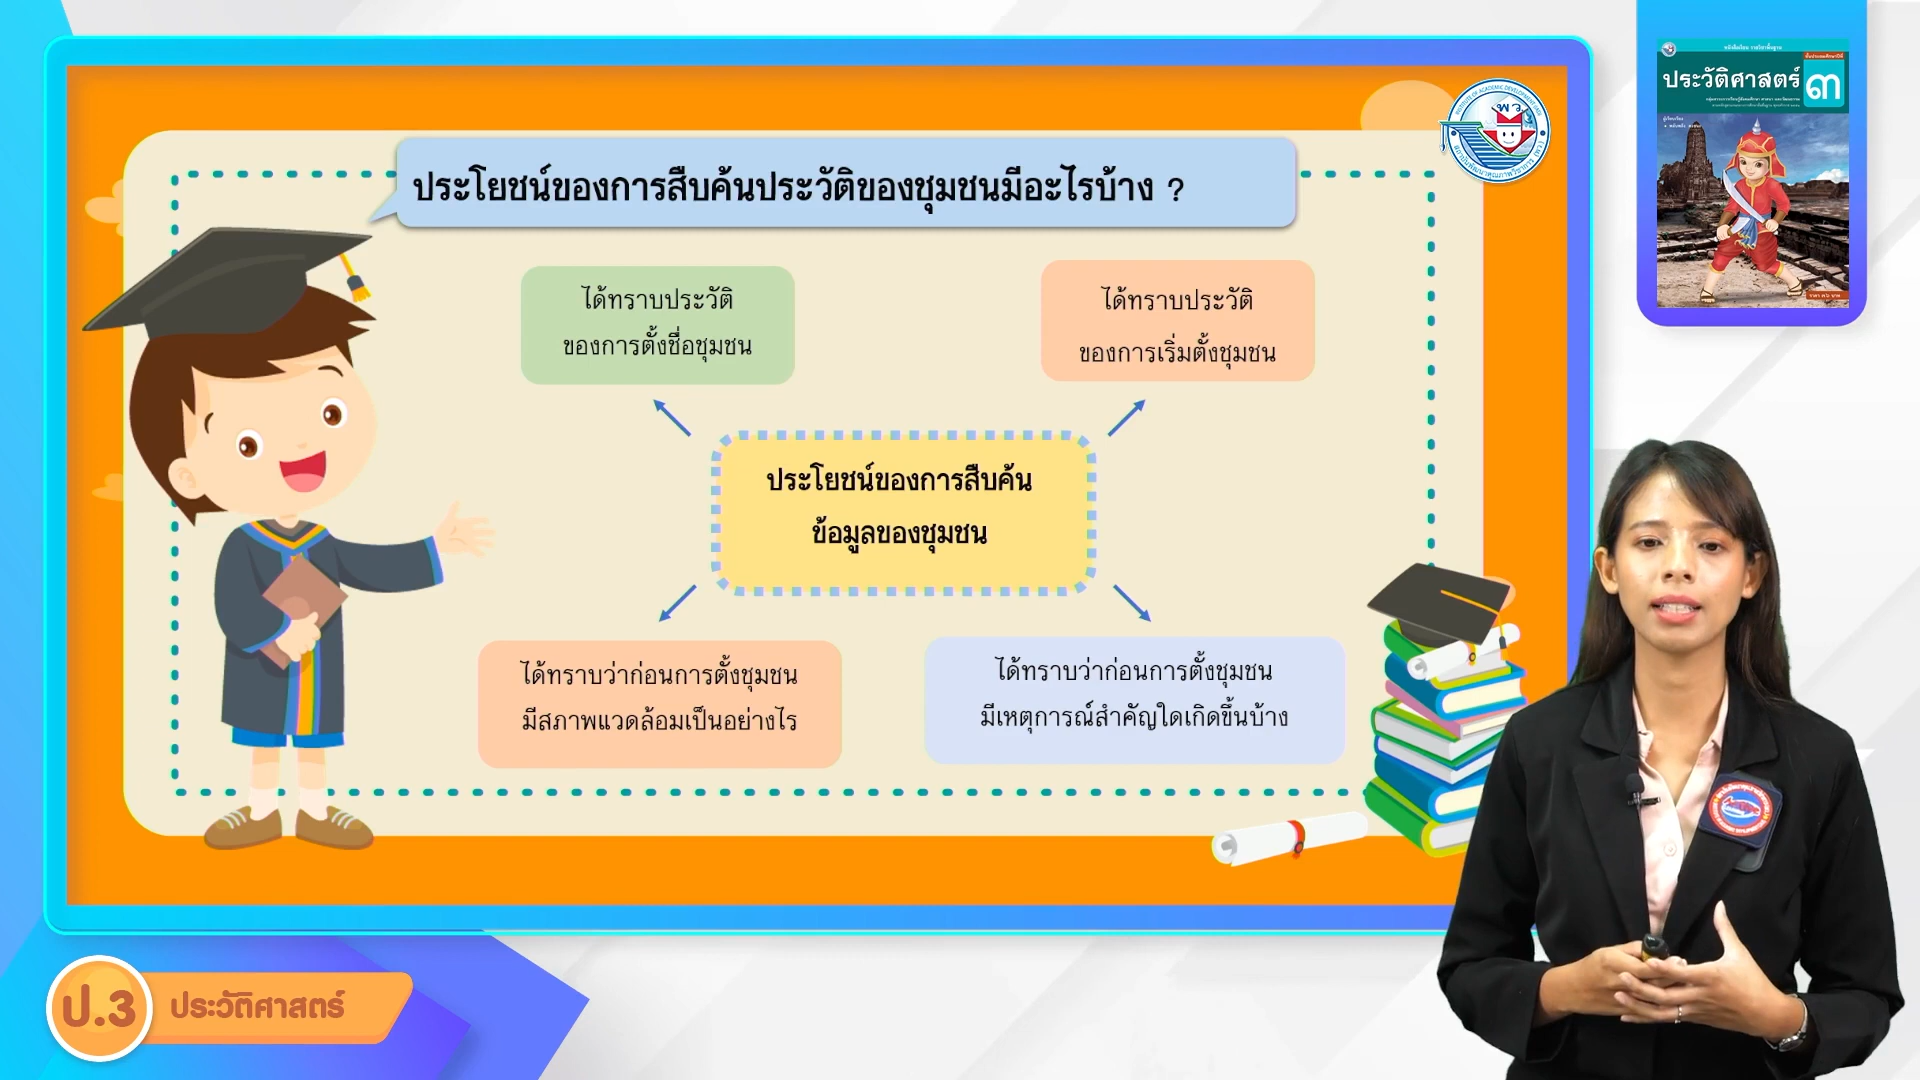 ประโยชน์ของการสืบค้นประวัติของชุมชนมีอะไรบ้าง ?
ได้ทราบประวัติ
ของการตั้งชื่อชุมชน
ได้ทราบประวัติ
ของการเริ่มตั้งชุมชน
ประโยชน์ของการสืบค้น
ข้อมูลของชุมชน
ได้ทราบว่าก่อนการตั้งชุมชน
มีสภาพแวดล้อมเป็นอย่างไร
ได้ทราบว่าก่อนการตั้งชุมชน
มีเหตุการณ์สำคัญใดเกิดขึ้นบ้าง
พว
ประวัติศาสตร์
๓
ป.3
ประวัติศาสตร์